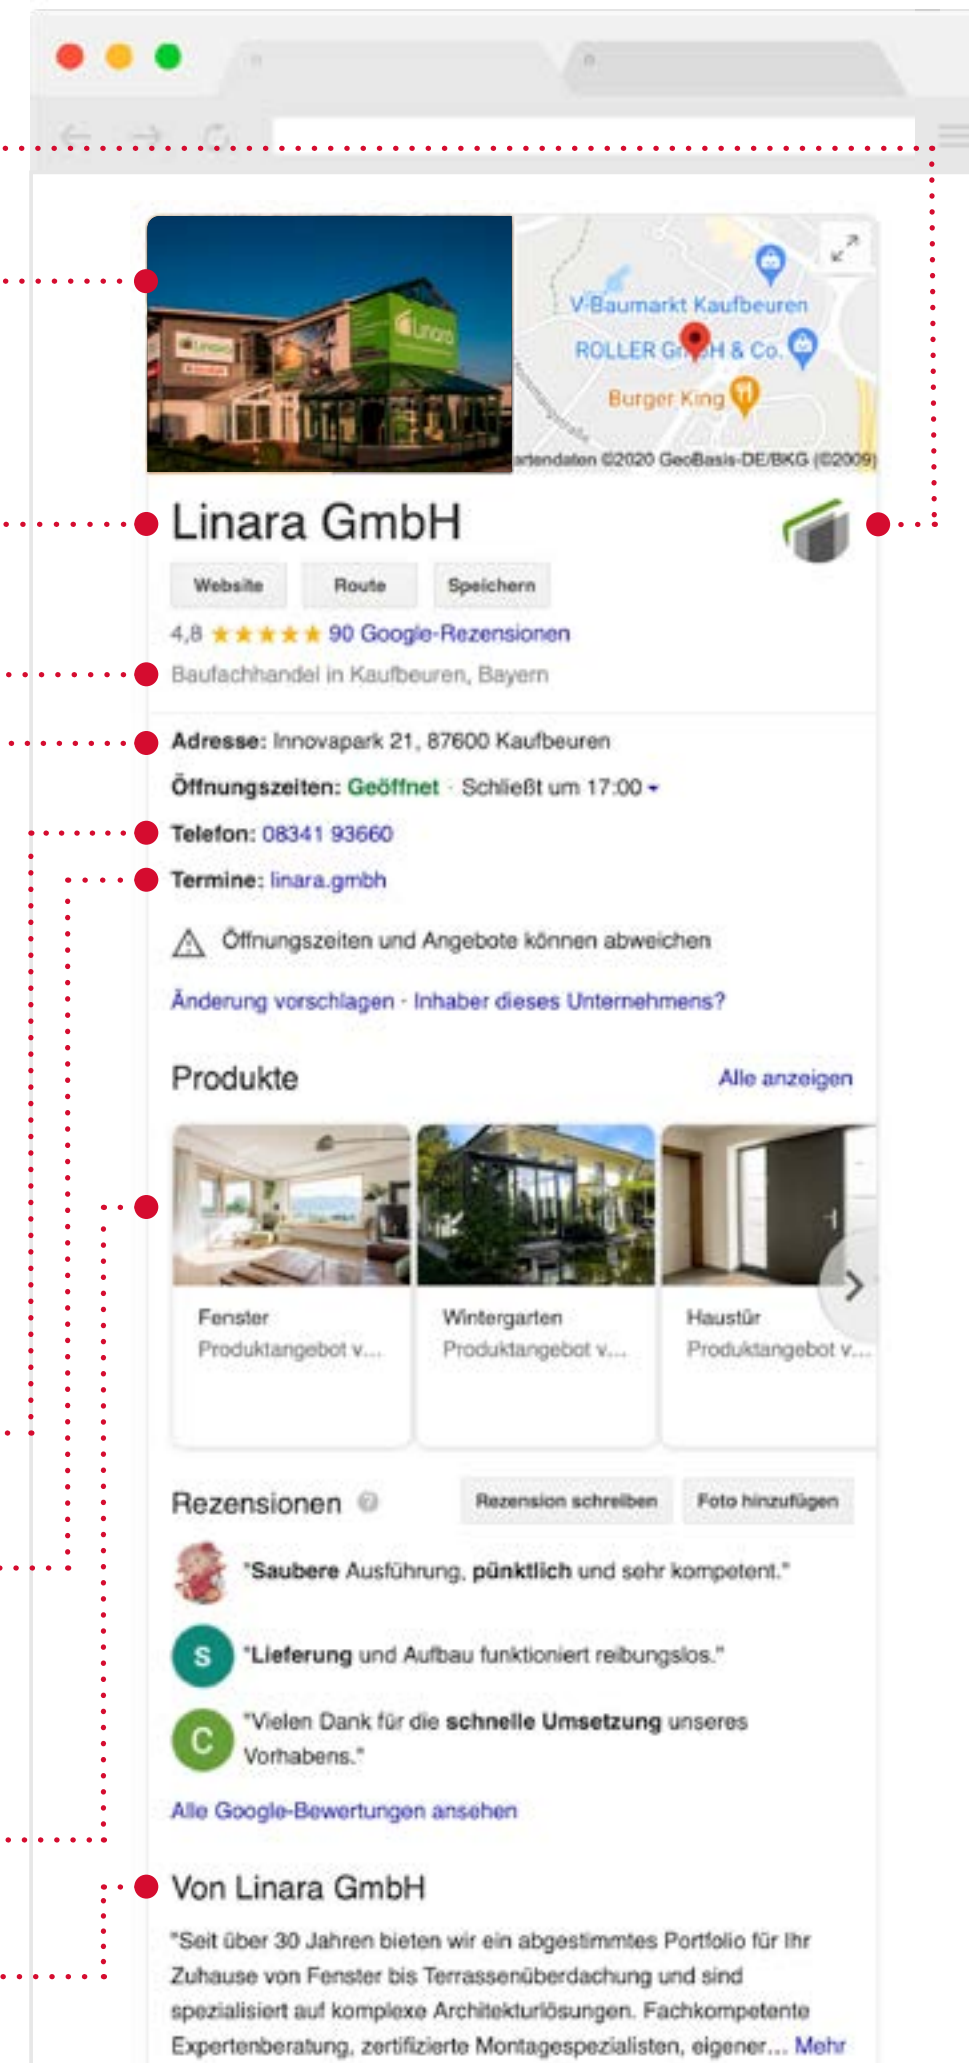 Linara
Linara
V-Baumarkt Kaufbeuren
ROLLER GmbH & Co.
Burger King
artendaten ©2020 GeoBasis-DE/BKG (©2009)
Linara GmbH
Website Route Speichern
4,8 90 Google-Rezensionen
Baufachhandel in Kaufbeuren, Bayern
Adresse: Innovapark 21, 87600 Kaufbeuren
Öffnungszeiten: Geöffnet · Schließt um 17:00
Telefon: 08341 93660
Termine: linara.gmbh
Öffnungszeiten und Angebote können abweichen
Änderung vorschlagen · Inhaber dieses Unternehmens?
Produkte Alle anzeigen
Fenster Wintergarten Haustür
Produktangebot v... Produktangebot v... Produktangebot v...
Rezensionen ? Rezension schreiben Foto hinzufügen
"Saubere Ausführung, pünktlich und sehr kompetent."
S "Lieferung und Aufbau funktioniert reibungslos."
C "Vielen Dank für die schnelle Umsetzung unseres
Vorhabens."
Alle Google-Bewertungen ansehen
Von Linara GmbH
"Seit über 30 Jahren bieten wir ein abgestimmtes Portfolio für Ihr
Zuhause von Fenster bis Terrassenüberdachung und sind
spezialisiert auf komplexe Architekturlösungen. Fachkompetente
Expertenberatung, zertifizierte Montagespezialisten, eigener... Mehr